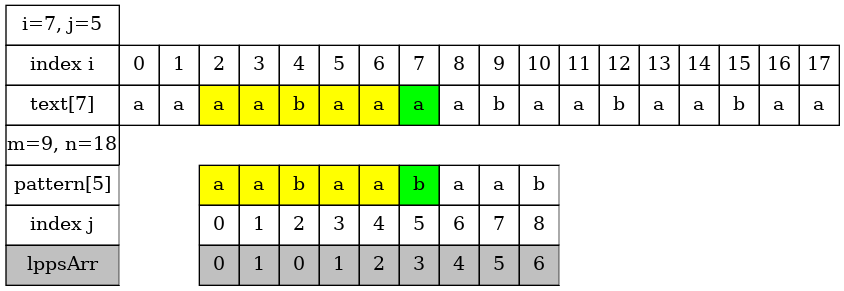 i=7, j=5
index i 0 1 2 3 4 5 6 7 8 9 10 11 12 13 14 15 16 17
text[7] a a a a b a a a a b a a b a a b a a
m=9, n=18
pattern[5] a a b a a b a a b
index j 0 1 2 3 4 5 6 7 8
lppsArr 0 1 0 1 2 3 4 5 6